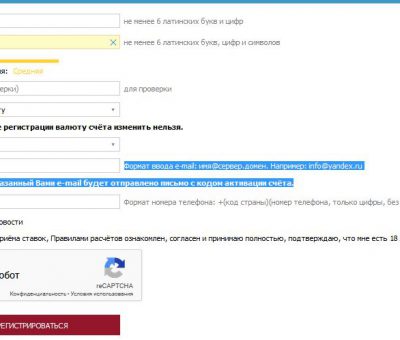 не менее 6 латинских букв и цифр
не менее 6 латинских букв, цифр и символов
ия: Средняя
ерки) для проверки
у
е регистрации валюту счёта изменить нельзя.
Формат ввода e-mail: имя@сервер.домен. Например: info@yandex.ru
казанный Вами e-mail будет отправлено письмо с кодом активации счёта.
Формат номера телефона: +(код страны)(номер телефона, только цифры, без
овости
риёма ставок, Правилами расчётов ознакомлен, согласен и принимаю полностью, подтверждаю, что мне есть 18
обот
reCAPTCHA
Конфиденциальность - Условия использования
РЕГИСТРИРОВАТЬСЯ